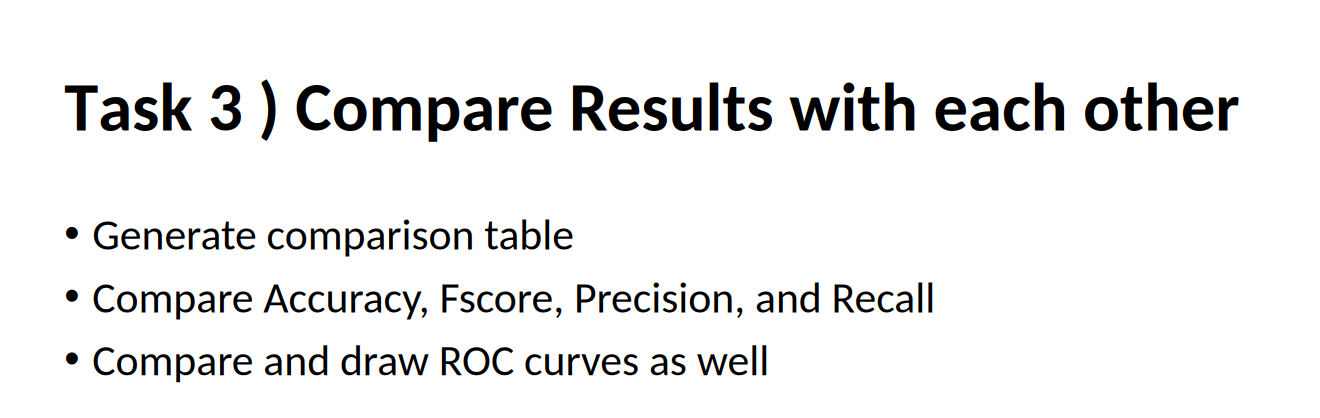 Task 3 ) Compare Results with each other
• Generate comparison table
• Compare Accuracy, Fscore, Precision, and Recall
• Compare and draw ROC curves as well